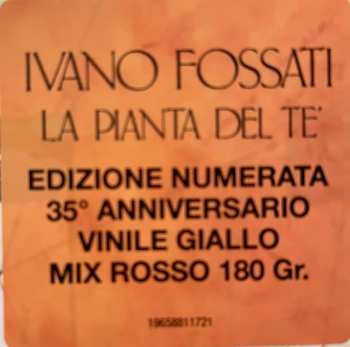 IVANO FOSSATI
LA PIANTA DEL TE'
EDIZIONE NUMERATA
35° ANNIVERSARIO
VINILE GIALLO
MIX ROSSO 180 Gr.
19658811721